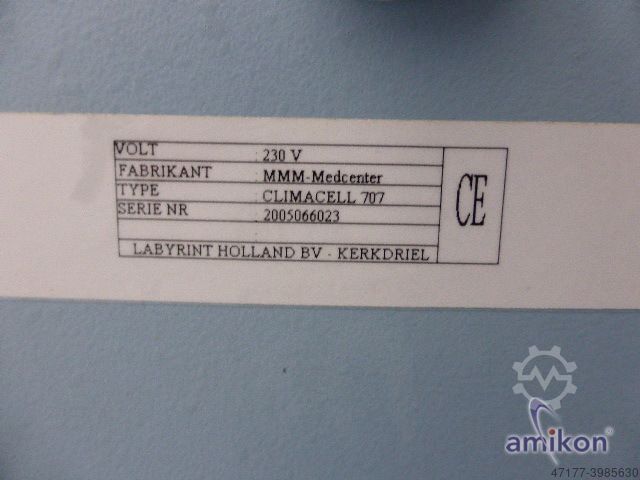 VOLT : 230 V
FABRIKANT : MMM-Medcenter
TYPE : CLIMACELL 707
SERIE NR : 2005066023
:
LABYRINT HOLLAND BV - KERKDRIEL
CE
amikon®
47177-3985630